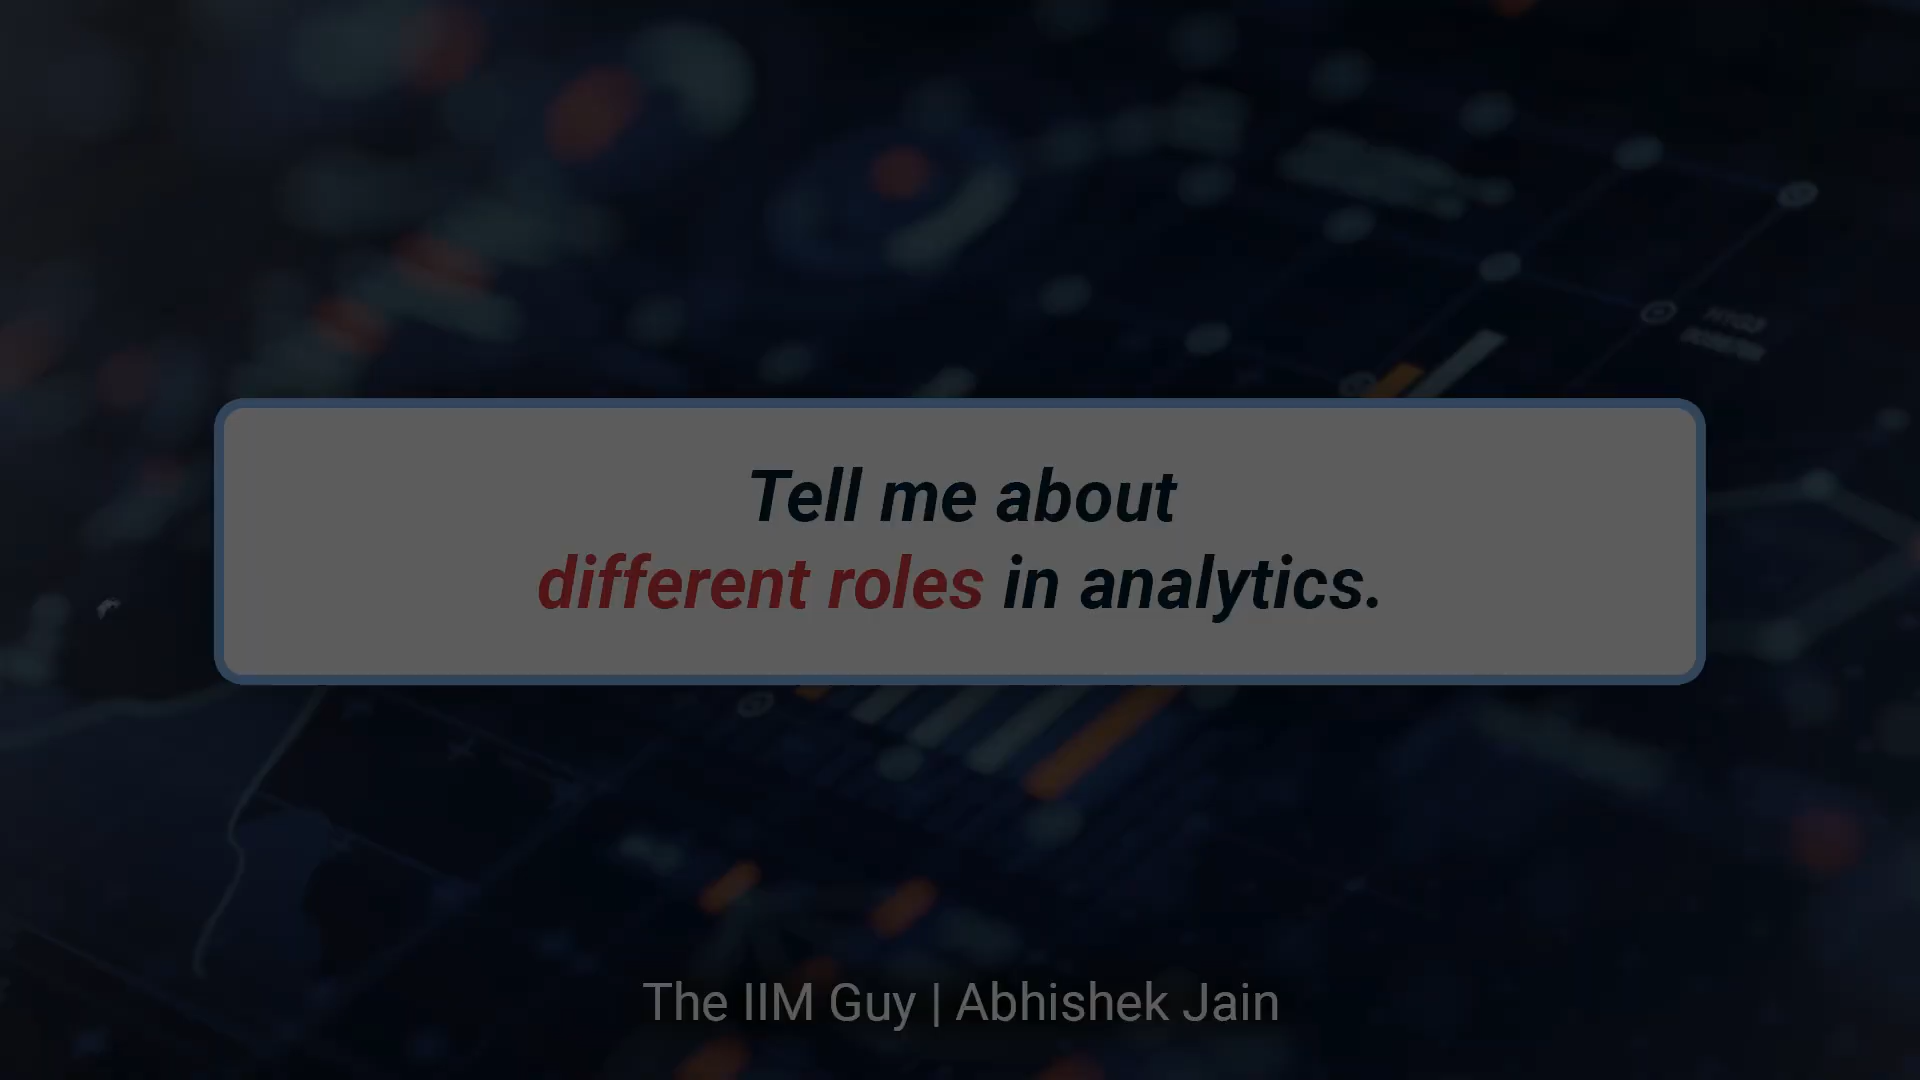 Tell me about
different roles in analytics.
The IIM Guy | Abhishek Jain